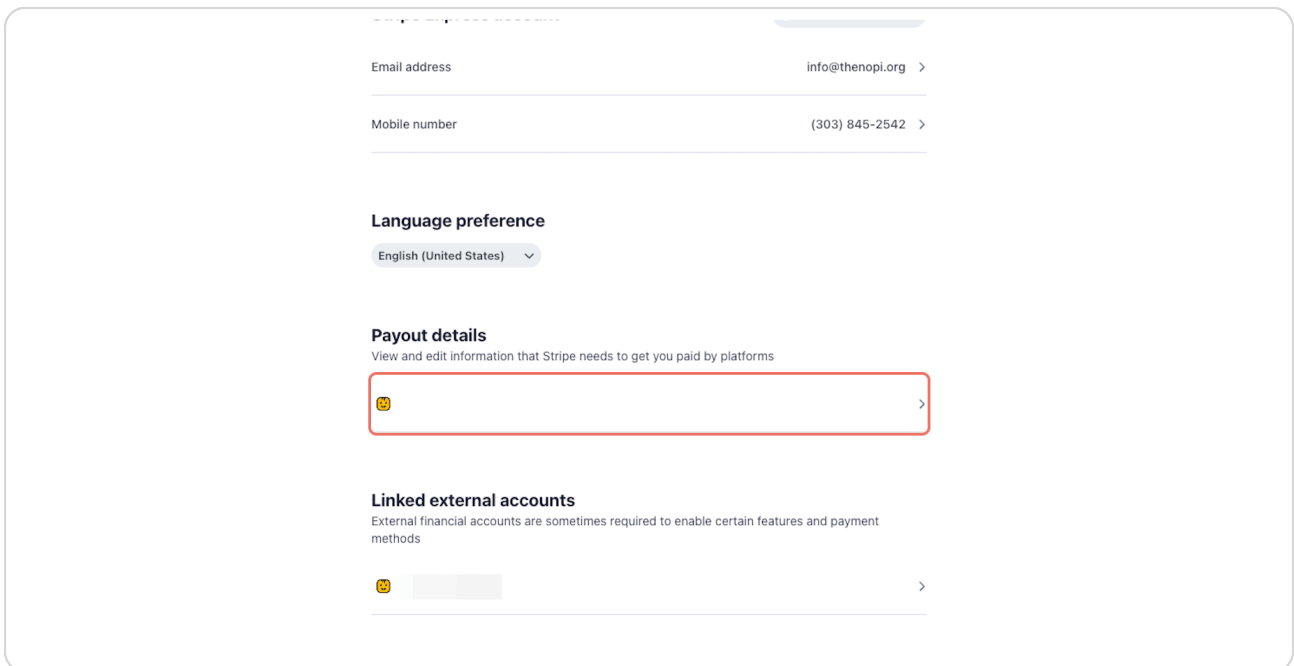 Email address
info@thenopi.org
Mobile number
(303) 845-2542
Language preference
English (United States)
Payout details
View and edit information that Stripe needs to get you paid by platforms
Linked external accounts
External financial accounts are sometimes required to enable certain features and payment
methods